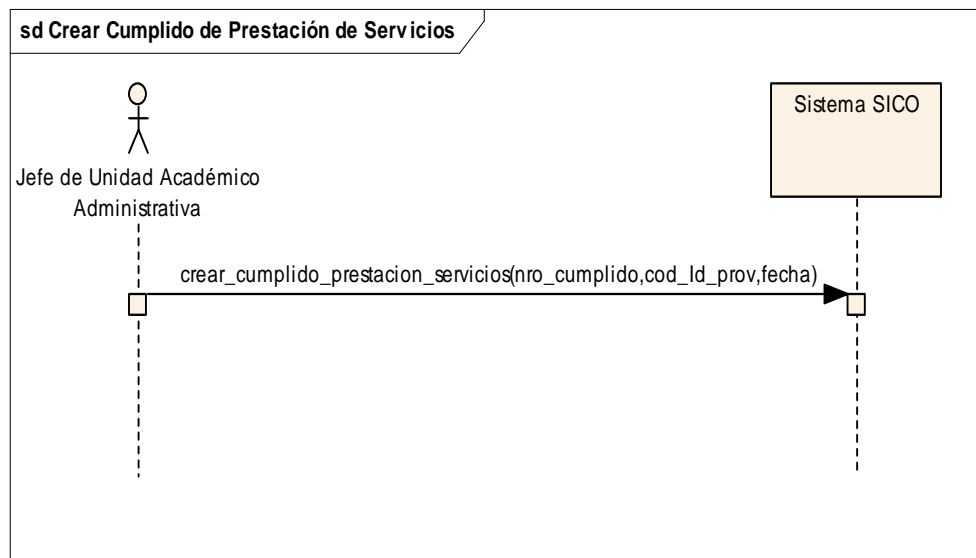 sd Crear Cumplido de Prestación de Servicios
Sistema SICO
Jefe de Unidad Académico
Administrativa
crear_cumplido_prestacion_servicios(nro_cumplido,cod_Id_prov,fecha)